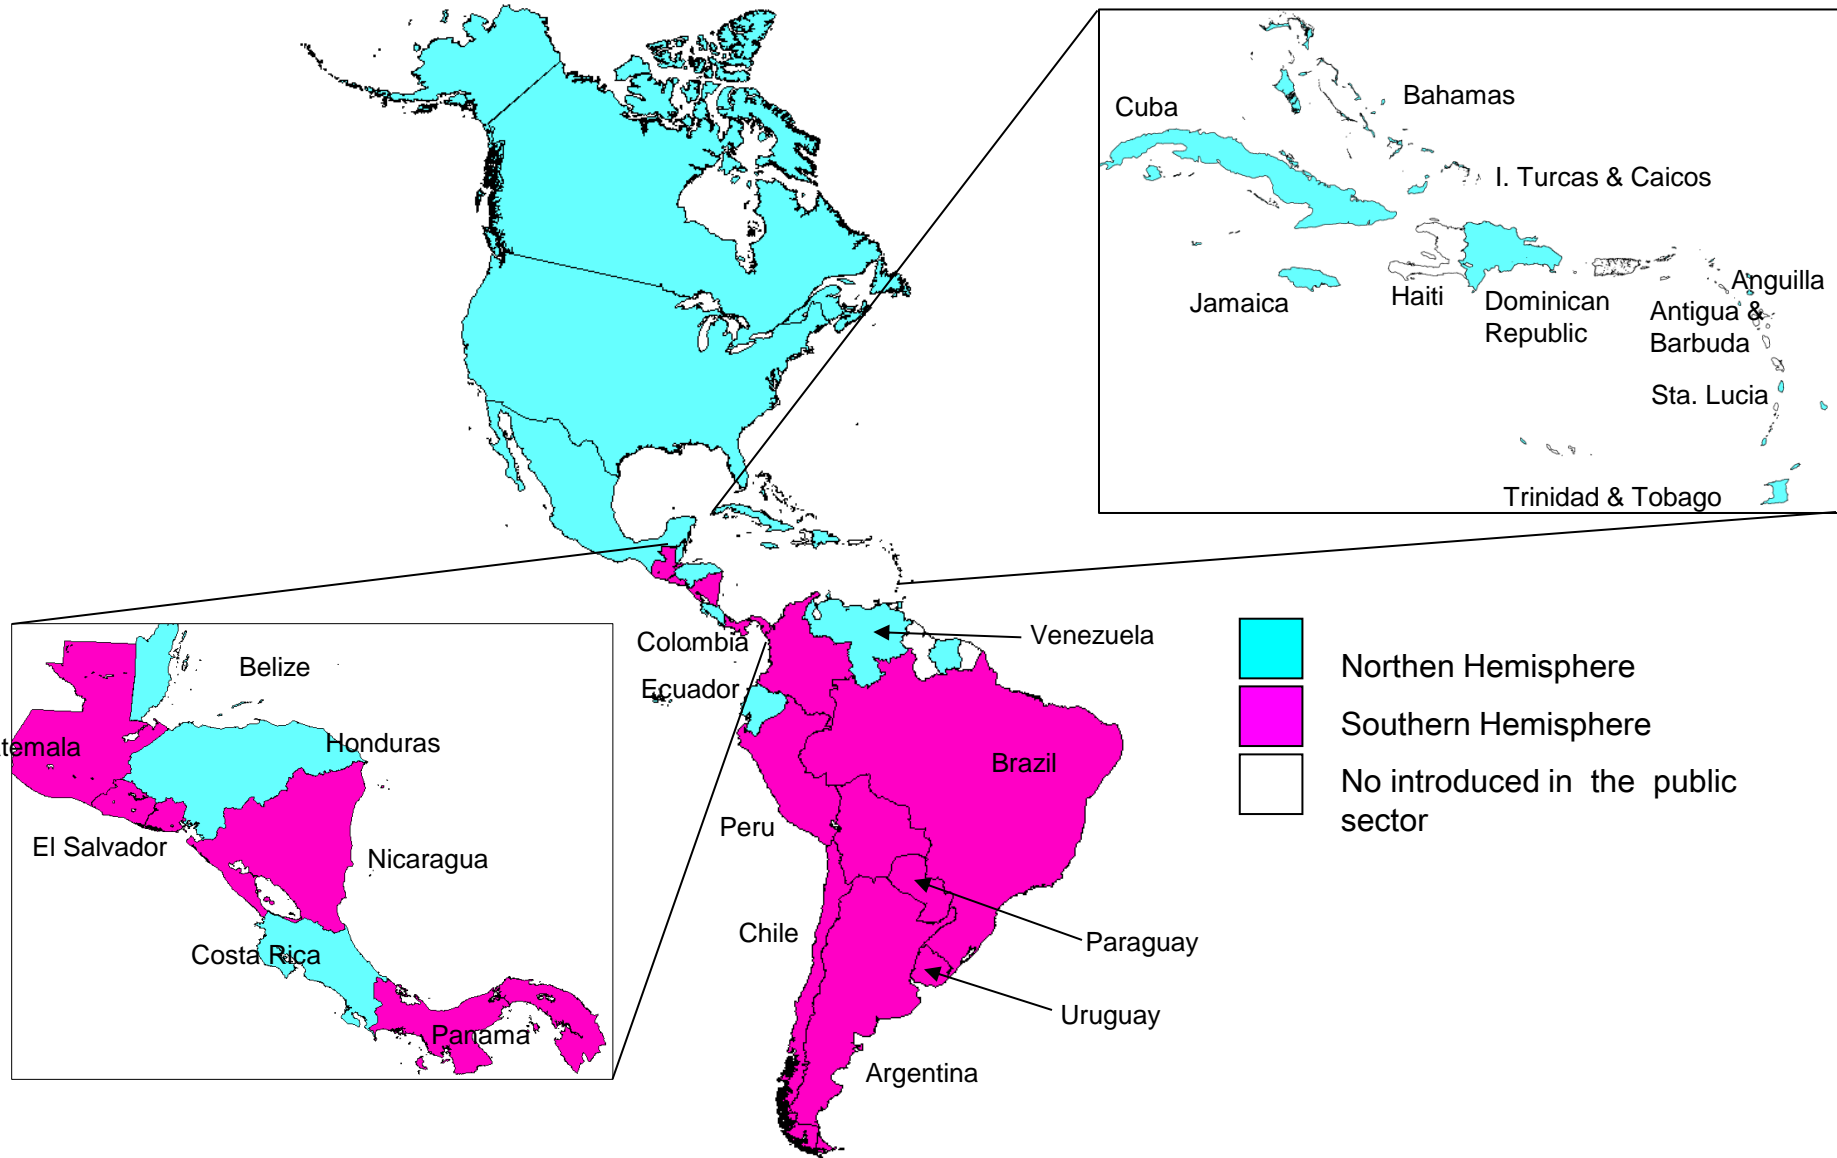 Cuba
Bahamas
I. Turcas & Caicos
Jamaica
Haiti
Dominican
Republic
Anguilla
Antigua &
Barbuda
Sta. Lucia
Trinidad & Tobago
Colombia
Venezuela
Ecuador
Brazil
Peru
Chile
Paraguay
Uruguay
Argentina
Belize
temala
Honduras
El Salvador
Nicaragua
Costa Rica
Panama
Northen Hemisphere
Southern Hemisphere
No introduced in the public
sector